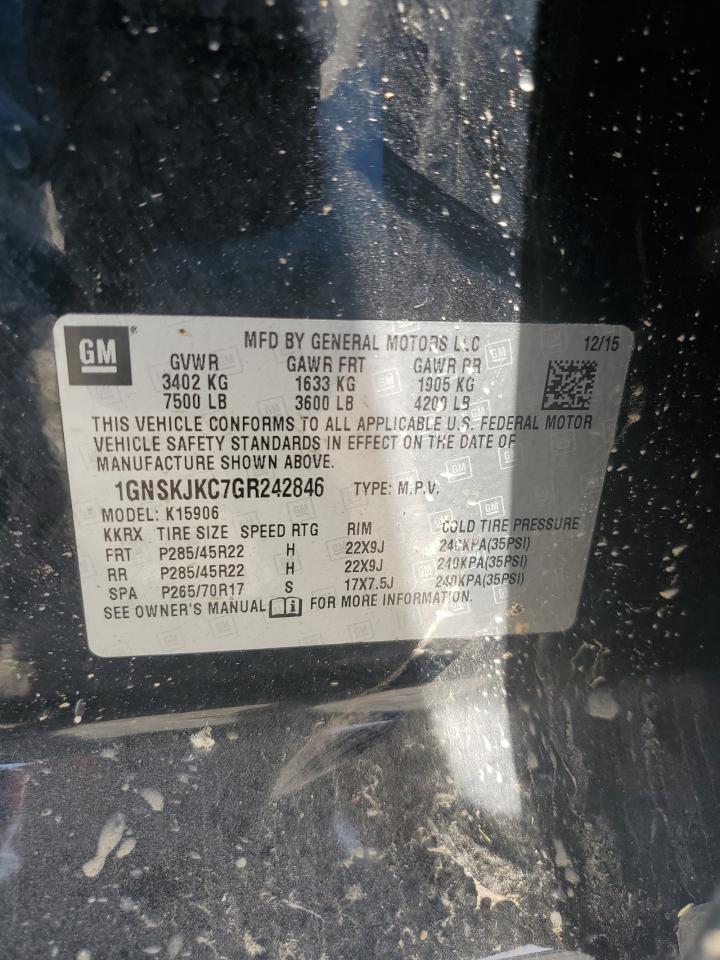 GM
MFD BY GENERAL MOTORS LLC 12/15
GVWR GAWR FRT GAWR RR
3402 KG 1633 KG 1905 KG
7500 LB 3600 LB 4200 LB
THIS VEHICLE CONFORMS TO ALL APPLICABLE U.S. FEDERAL MOTOR
VEHICLE SAFETY STANDARDS IN EFFECT ON THE DATE OF
MANUFACTURE SHOWN ABOVE.
1GNSKJKC7GR242846 TYPE: M.P.V.
MODEL: K15906
KKRX TIRE SIZE SPEED RTG RIM COLD TIRE PRESSURE
FRT P285/45R22 H 22X9J 240KPA(35PSI)
RR P285/45R22 H 22X9J 240KPA(35PSI)
SPA P265/70R17 S 17X7.5J 240KPA(35PSI)
SEE OWNER'S MANUAL FOR MORE INFORMATION.